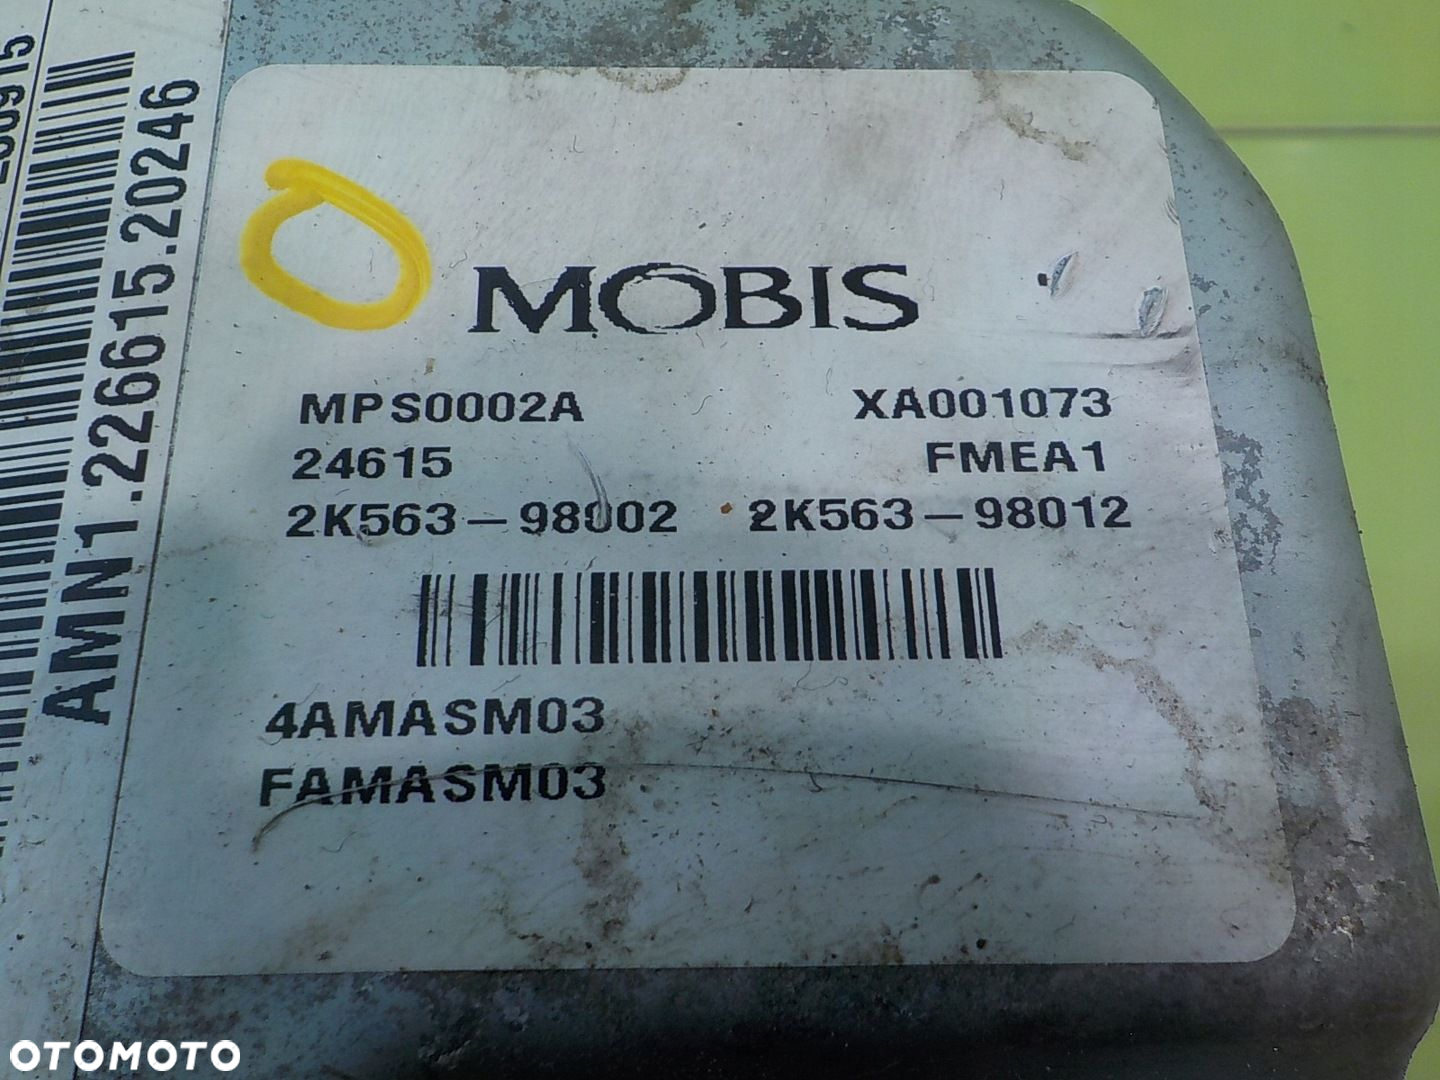 AMN1.226615.20246
MOBIS
MPS0002A XA001073
24615 FMEA1
2K563-98002 2K563-98012
4AMASM03
FAMASM03
OTOMOTO